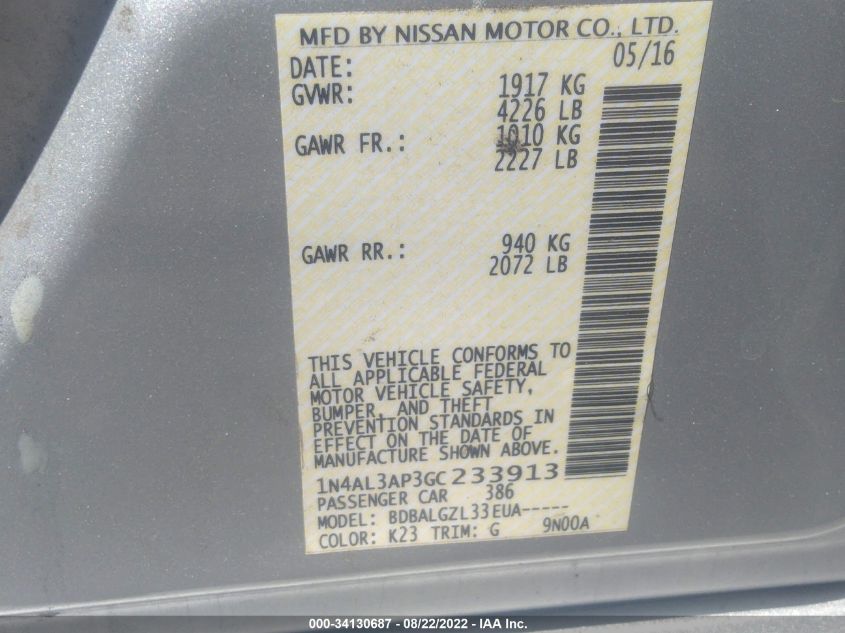 MFD BY NISSAN MOTOR CO., LTD.
DATE: 05/16
GVWR: 1917 KG
4226 LB
GAWR FR.: 1010 KG
2227 LB
GAWR RR.: 940 KG
2072 LB
THIS VEHICLE CONFORMS TO
ALL APPLICABLE FEDERAL
MOTOR VEHICLE SAFETY,
BUMPER, AND THEFT
PREVENTION STANDARDS IN
EFFECT ON THE DATE OF
MANUFACTURE SHOWN ABOVE.
1N4AL3AP3GC233913
PASSENGER CAR 386
MODEL: BDBALGZL33EUA-----
COLOR: K23 TRIM: G 9N00A
000-34130687 - 08/22/2022 - IAA Inc.